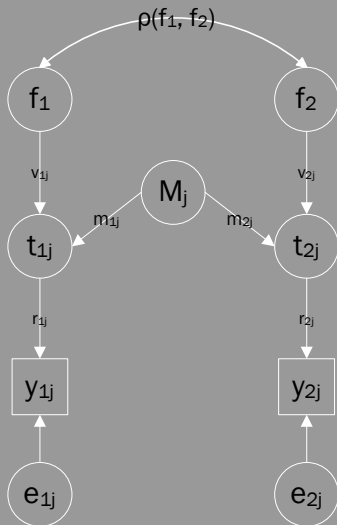 ρ(f₁, f₂)
f₁ f₂
v₁ⱼ v₂ⱼ
Mⱼ
m₁ⱼ m₂ⱼ
t₁ⱼ t₂ⱼ
r₁ⱼ r₂ⱼ
y₁ⱼ y₂ⱼ
e₁ⱼ e₂ⱼ